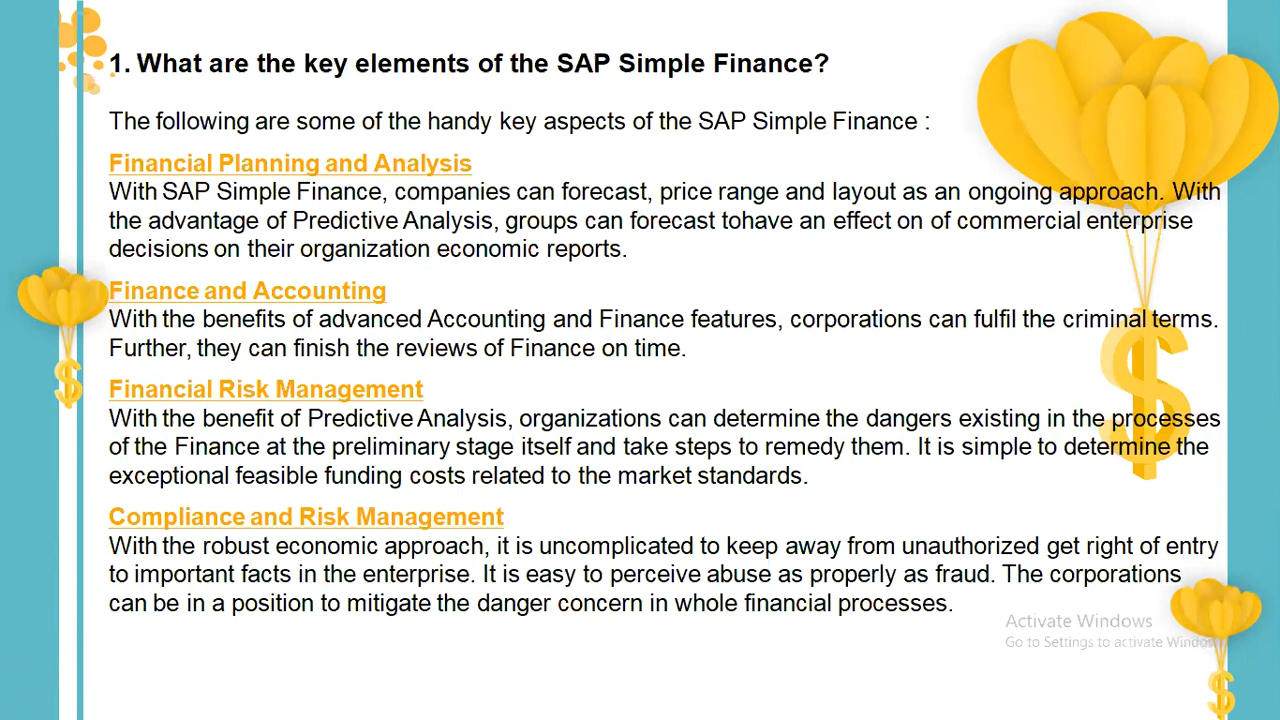 1. What are the key elements of the SAP Simple Finance?
The following are some of the handy key aspects of the SAP Simple Finance :
Financial Planning and Analysis
With SAP Simple Finance, companies can forecast, price range and layout as an ongoing approach. With
the advantage of Predictive Analysis, groups can forecast tohave an effect on of commercial enterprise
decisions on their organization economic reports.
Finance and Accounting
With the benefits of advanced Accounting and Finance features, corporations can fulfil the criminal terms.
Further, they can finish the reviews of Finance on time.
Financial Risk Management
With the benefit of Predictive Analysis, organizations can determine the dangers existing in the processes
of the Finance at the preliminary stage itself and take steps to remedy them. It is simple to determine the
exceptional feasible funding costs related to the market standards.
Compliance and Risk Management
With the robust economic approach, it is uncomplicated to keep away from unauthorized get right of entry
to important facts in the enterprise. It is easy to perceive abuse as properly as fraud. The corporations
can be in a position to mitigate the danger concern in whole financial processes.
Activate Windows
Go to Settings to activate Windows.